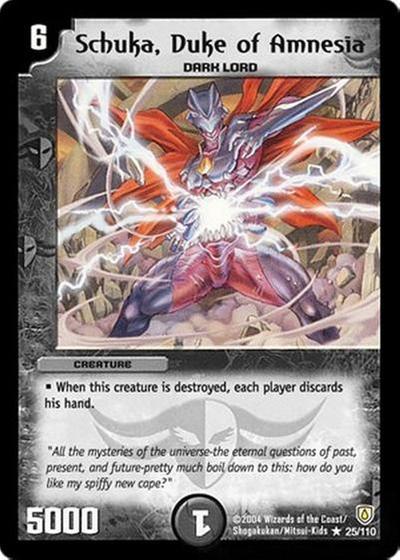 6
Schuka, Duke of Amnesia
DARK LORD
CREATURE
▪ When this creature is destroyed, each player discards
his hand.
"All the mysteries of the universe-the eternal questions of past,
present, and future-pretty much boil down to this: how do you
like my spiffy new cape?"
5000
1
©2004 Wizards of the Coast/
Shogakukan/Mitsui-Kids ★ 25/110